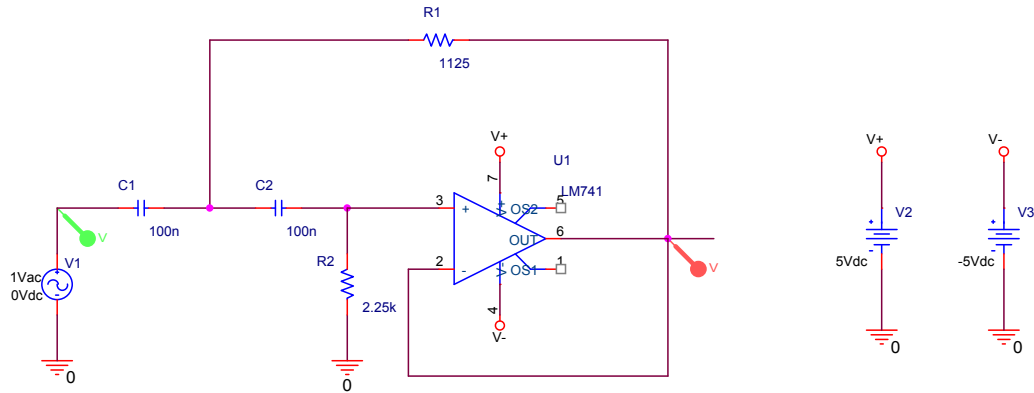 R1
1125
V+
U1
C1
C2
7
LM741
5
3
+
V+
OS2
100n
100n
OUT
6
V
V1
R2
2
-
V-
OS1
1
V
1Vac
0Vdc
+
-
2.25k
4
V-
0
0
V+
V-
+
V2
+
V3
-
-
5Vdc
-5Vdc
0
0